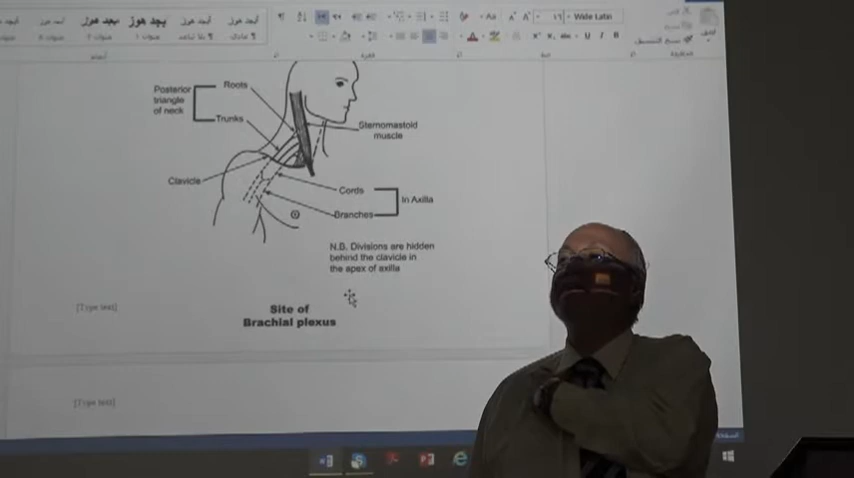 Wide Latin
Posterior
triangle
of neck
Roots
Trunks
Sternomastoid
muscle
Clavicle
Cords
Branches
in Axilla
N.B. Divisions are hidden
behind the clavicle in
the apex of axilla
[Type text]
Site of
Brachial plexus
[Type text]